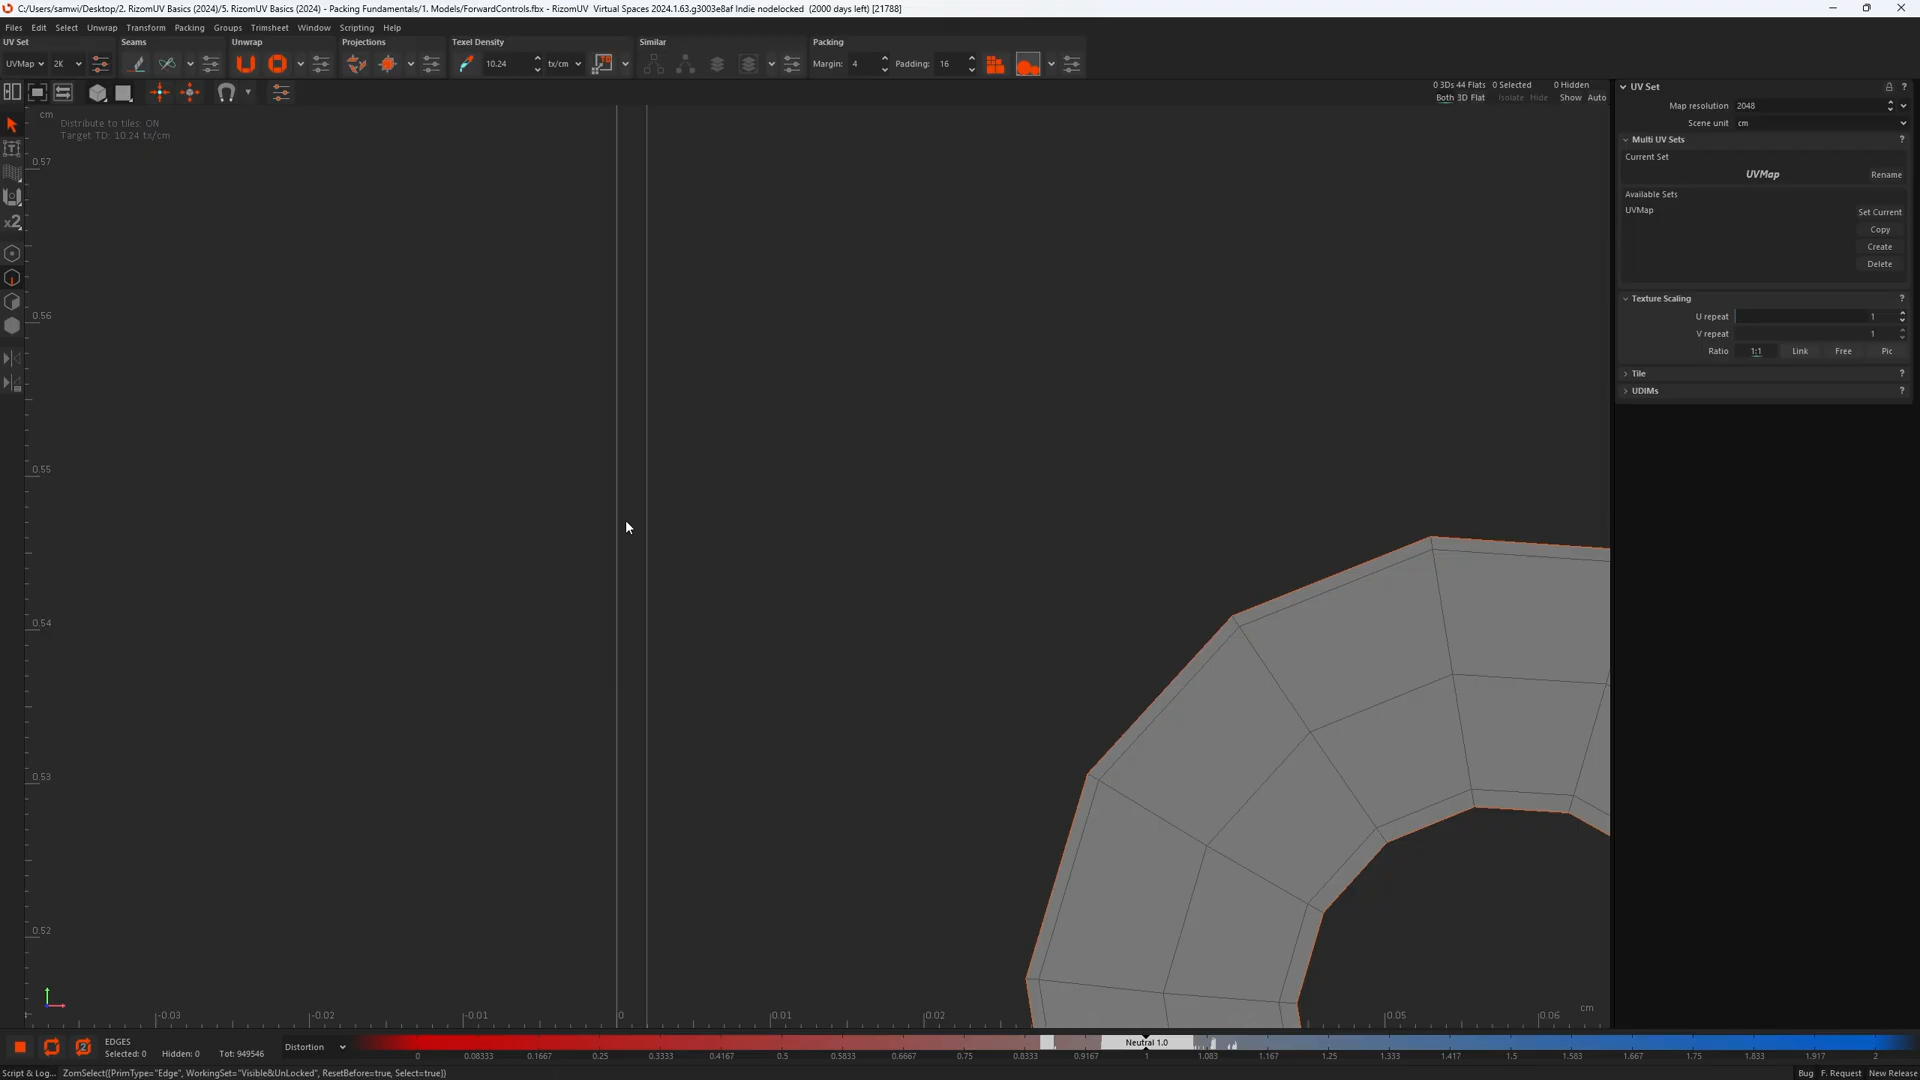 C:/Users/samwi/Desktop/2. RizomUV Basics (2024)/5. RizomUV Basics (2024) - Packing Fundamentals/1. Models/ForwardControls.fbx - RizomUV  Virtual Spaces 2024.1.63.g3003e8af Indie nodelocked  (2000 days left) [21788]
Files Edit Select Unwrap Transform Packing Groups Trimsheet Window Scripting Help
UV Set Seams Unwrap Projections Texel Density Similar Packing
UVMap 2K 10.24 tx/cm Margin: 4 Padding: 16
0 3Ds 44 Flats 0 Selected 0 Hidden
Both 3D Flat Isolate Hide Show Auto
cm
Distribute to tiles: ON
Target TD: 10.24 tx/cm
0.57
0.56
0.55
0.54
0.53
0.52
-0.03 -0.02 -0.01 0 0.01 0.02 0.05 0.06
cm
UV Set ?
Map resolution 2048
Scene unit cm
Multi UV Sets ?
Current Set
UVMap Rename
Available Sets
UVMap Set Current
Copy
Create
Delete
Texture Scaling ?
U repeat 1
V repeat 1
Ratio 1:1 Link Free Pic
Tile ?
UDIMs ?
EDGES
Selected: 0 Hidden: 0 Tot: 949546
Distortion
Neutral 1.0
0 0.08333 0.1667 0.25 0.3333 0.4167 0.5 0.5833 0.6667 0.75 0.8333 0.9167 1 1.083 1.167 1.25 1.333 1.417 1.5 1.583 1.667 1.75 1.833 1.917 2
Script & Log... ZomSelect({PrimType="Edge", WorkingSet="Visible&UnLocked", ResetBefore=true, Select=true})
Bug F. Request New Release